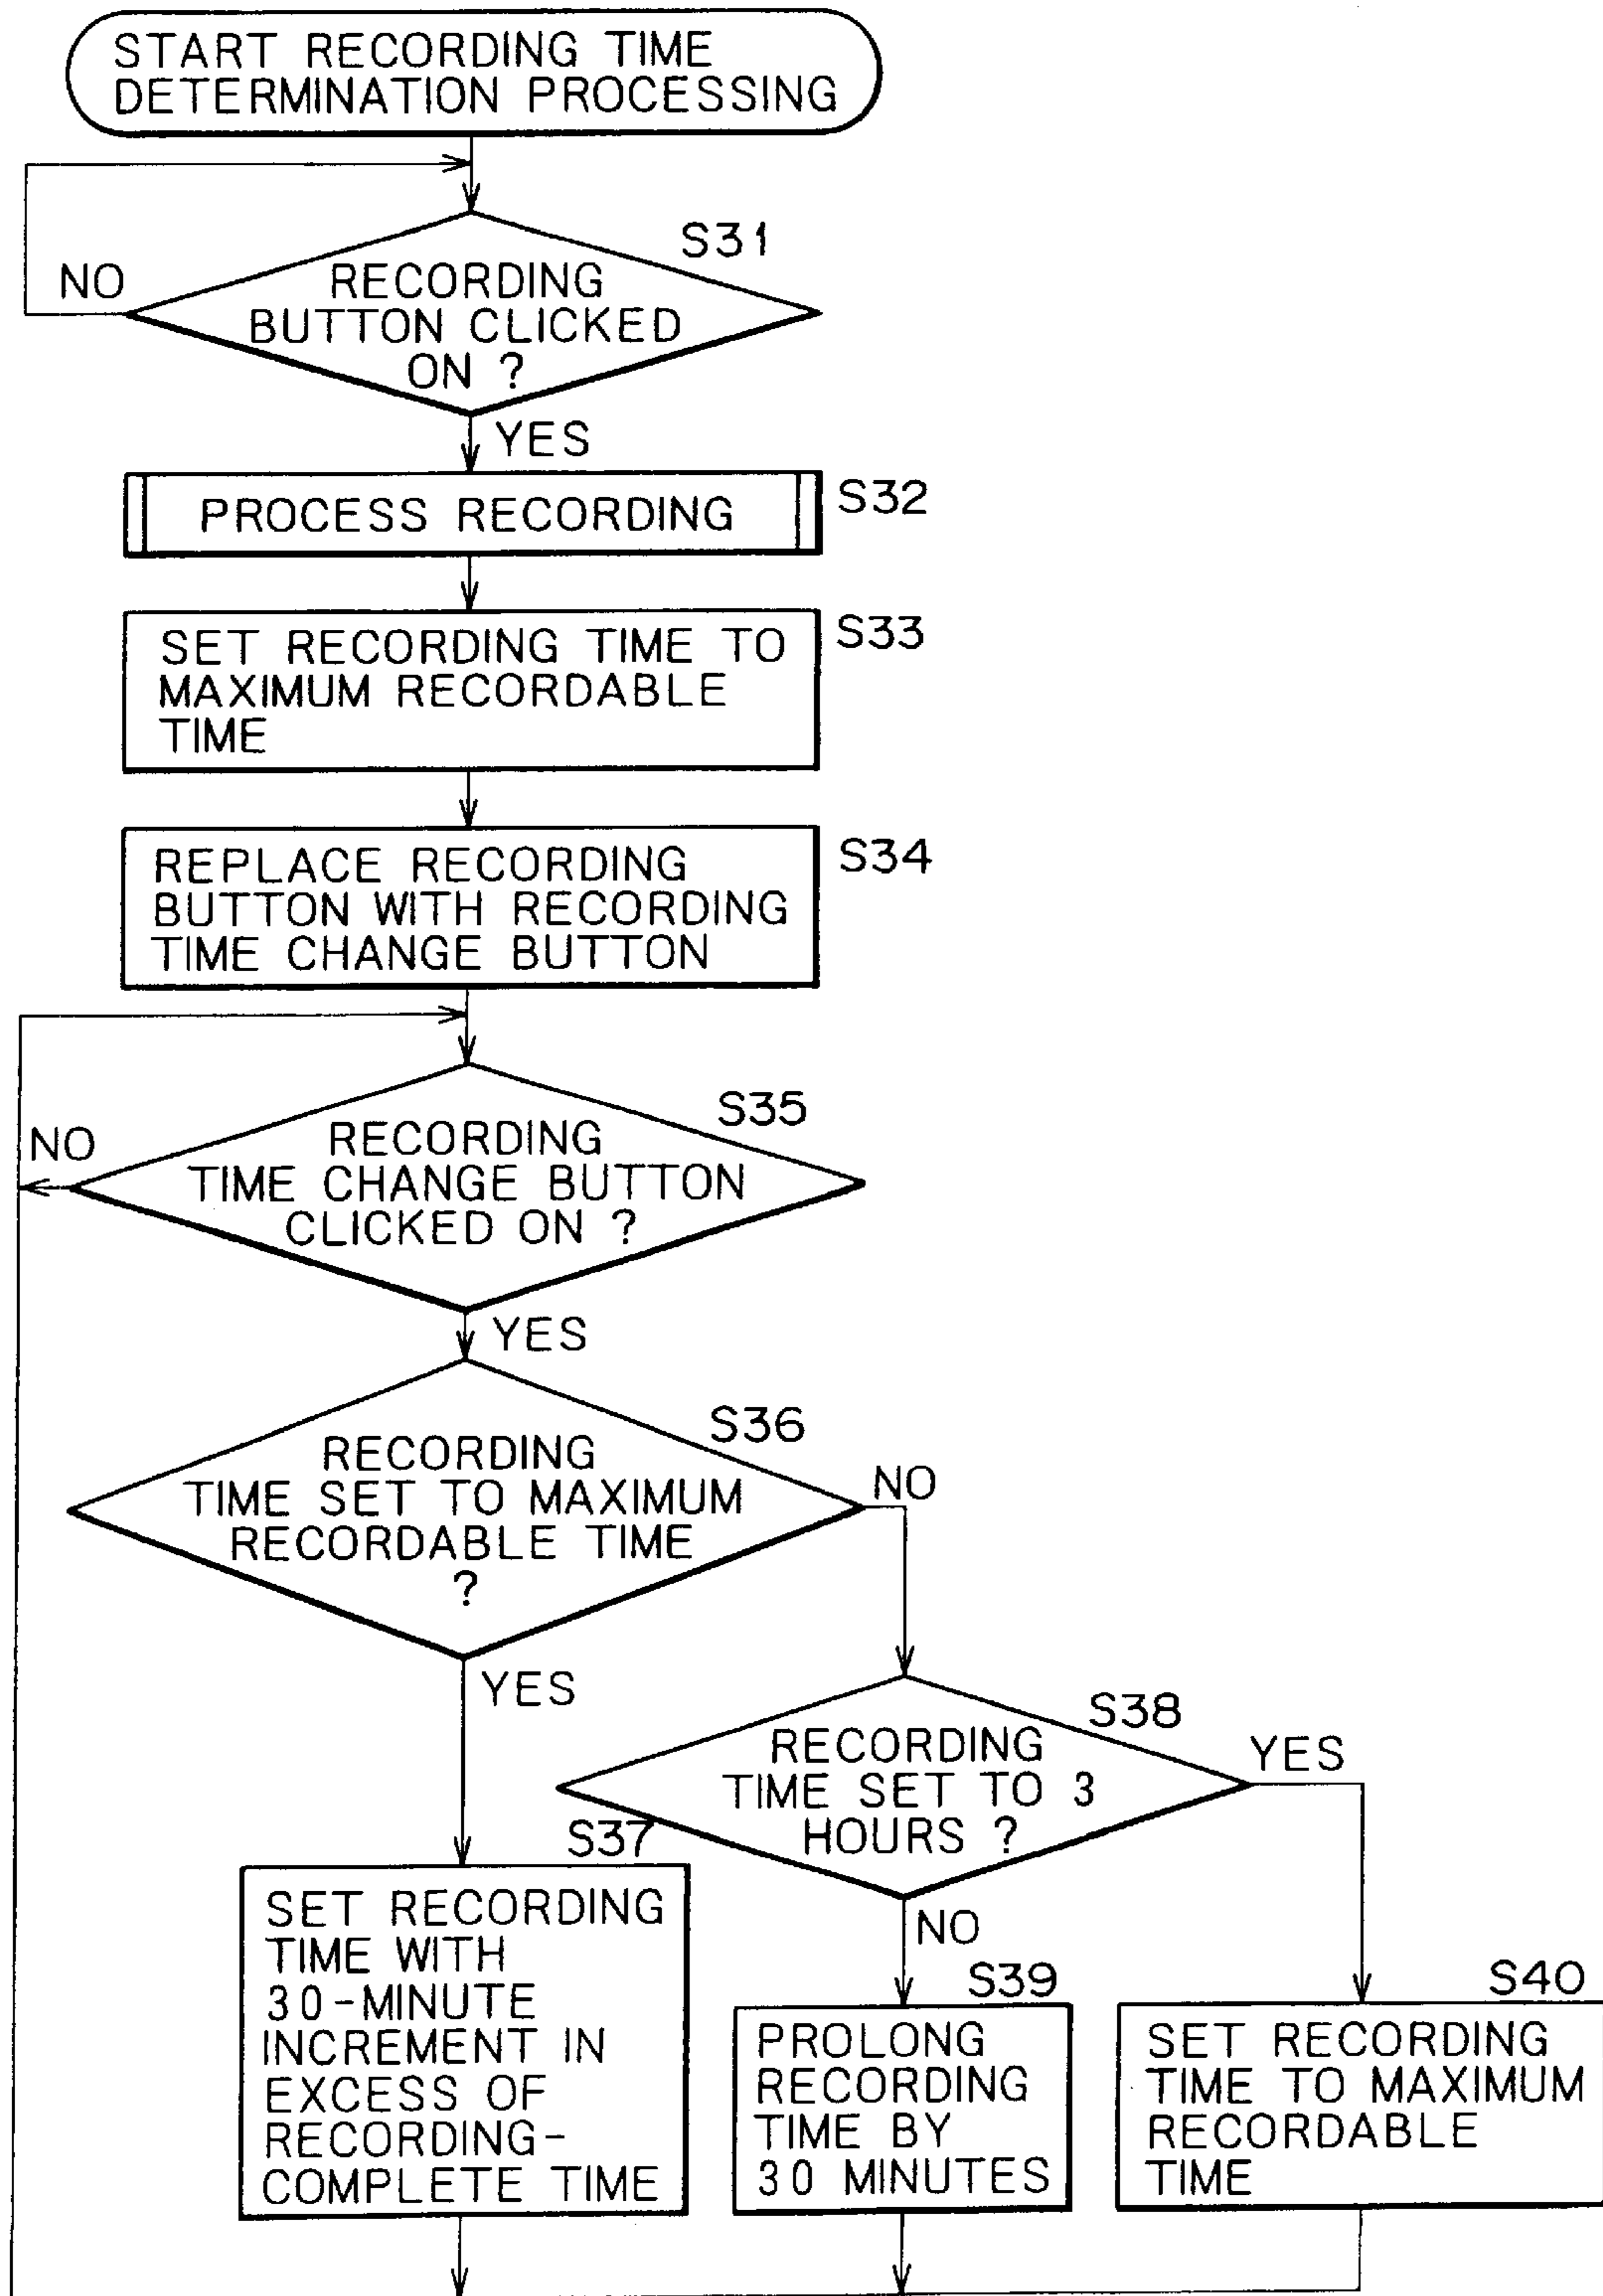 START RECORDING TIME
DETERMINATION PROCESSING
S31
NO
RECORDING
BUTTON CLICKED
ON ?
YES
PROCESS RECORDING
S32
SET RECORDING TIME TO
MAXIMUM RECORDABLE
TIME
S33
REPLACE RECORDING
BUTTON WITH RECORDING
TIME CHANGE BUTTON
S34
S35
NO
RECORDING
TIME CHANGE BUTTON
CLICKED ON ?
YES
S36
RECORDING
TIME SET TO MAXIMUM
RECORDABLE TIME
?
NO
YES
S38
RECORDING
TIME SET TO 3
HOURS ?
YES
NO
S37
SET RECORDING
TIME WITH
30-MINUTE
INCREMENT IN
EXCESS OF
RECORDING-
COMPLETE TIME
S39
PROLONG
RECORDING
TIME BY
30 MINUTES
S40
SET RECORDING
TIME TO MAXIMUM
RECORDABLE
TIME